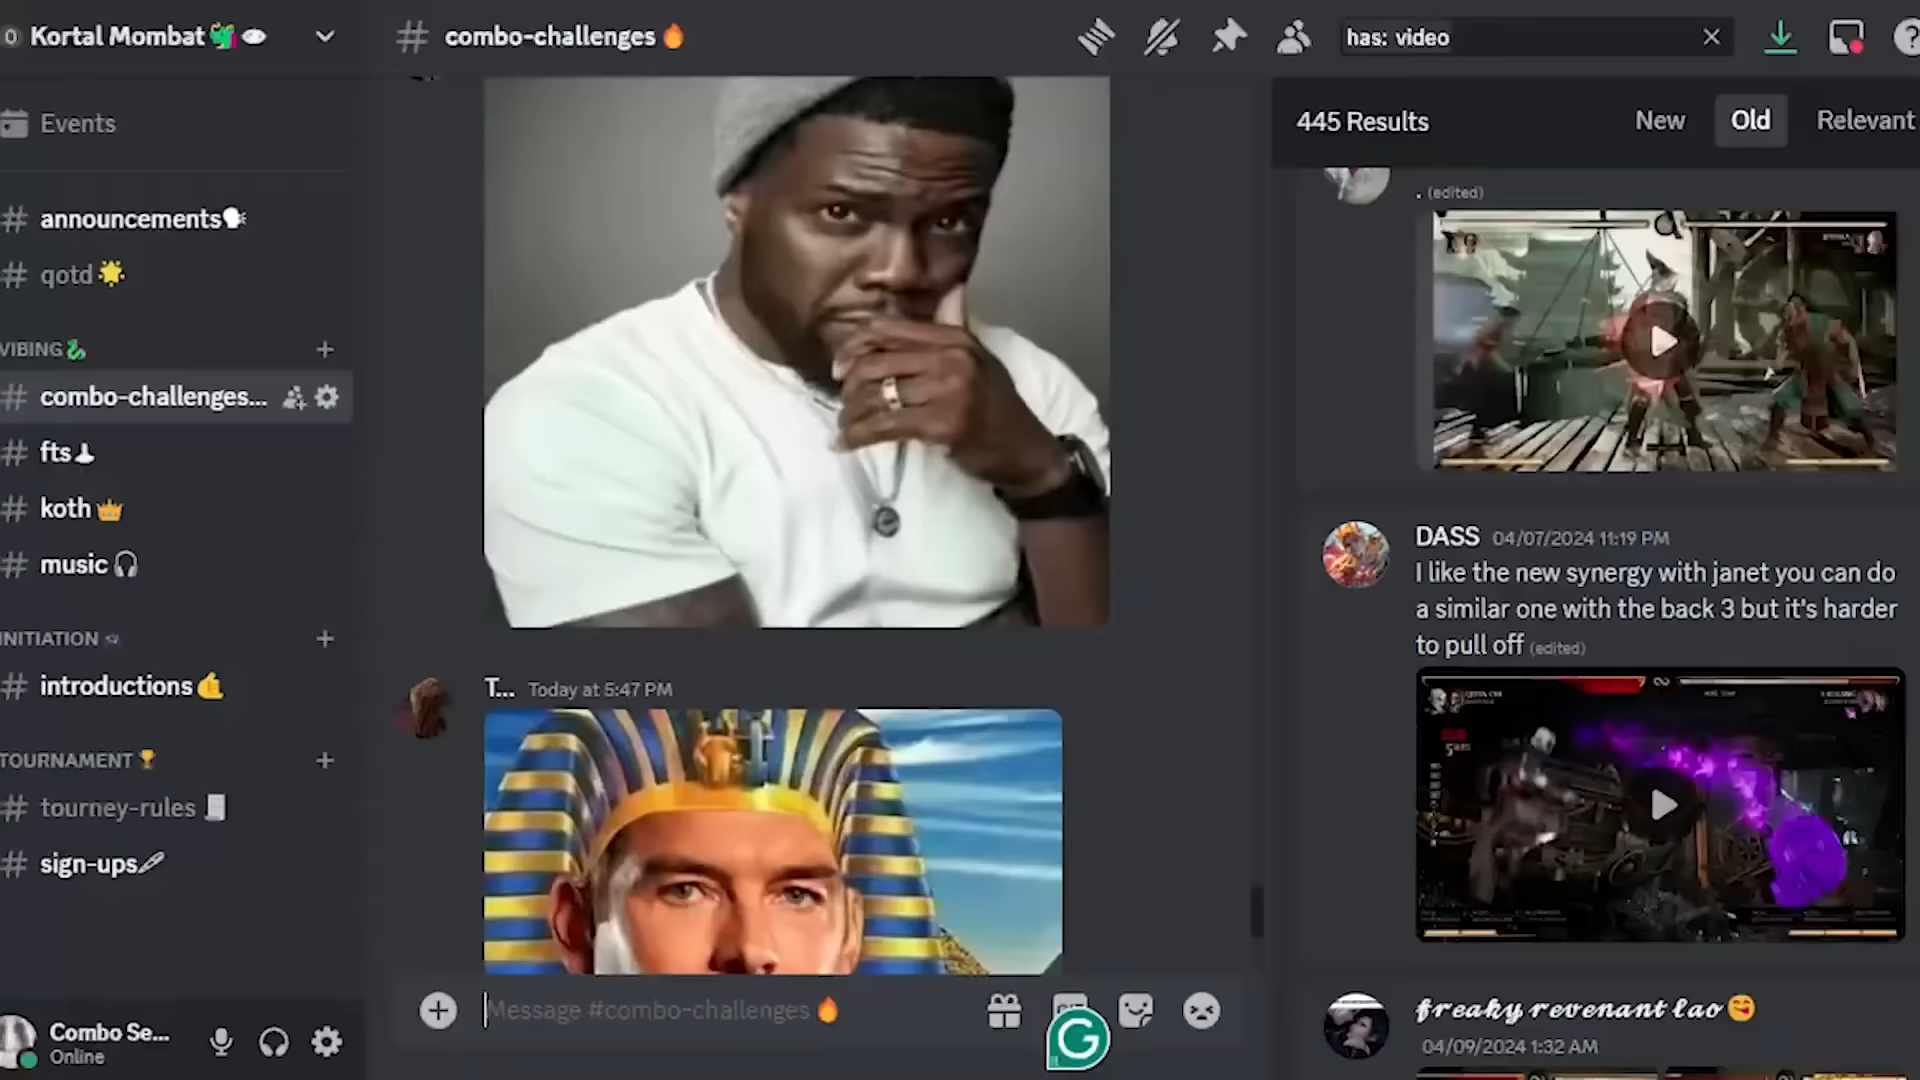 Kortal Mombat
Events
announcements
qotd
VIBING
combo-challenges...
fts
koth
music
INITIATION
introductions
TOURNAMENT
tourney-rules
sign-ups
Combo Se...
Online
combo-challenges
T... Today at 5:47 PM
Message #combo-challenges
has: video
445 Results
New Old Relevant
. (edited)
DASS 04/07/2024 11:19 PM
I like the new synergy with janet you can do
a similar one with the back 3 but it's harder
to pull off (edited)
𝓯𝓻𝓮𝓪𝓴𝔂 𝓻𝓮𝓿𝓮𝓷𝓪𝓷𝓽 𝓵𝓪𝓸
04/09/2024 1:32 AM